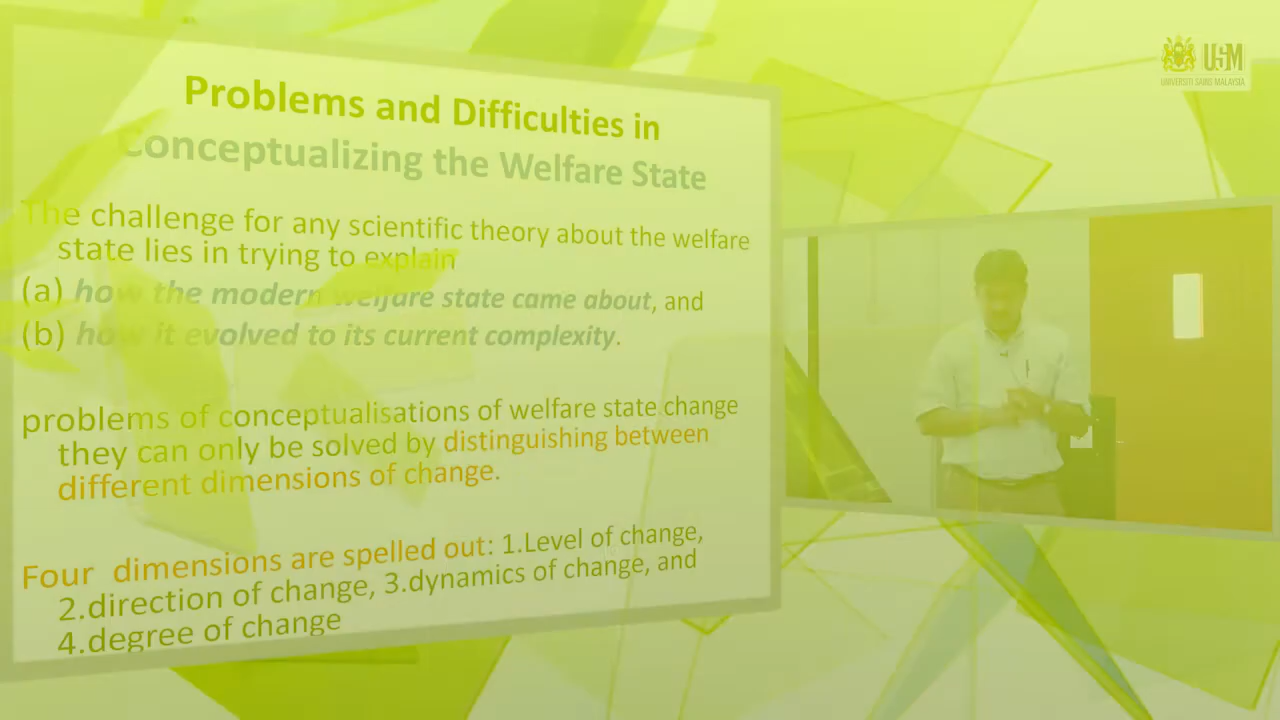 Problems and Difficulties in
Conceptualizing the Welfare State
The challenge for any scientific theory about the welfare
state lies in trying to explain
(a) how the modern welfare state came about, and
(b) how it evolved to its current complexity.
problems of conceptualisations of welfare state change
they can only be solved by distinguishing between
different dimensions of change.
Four dimensions are spelled out: 1.Level of change,
2.direction of change, 3.dynamics of change, and
4.degree of change
USM
UNIVERSITI SAINS MALAYSIA